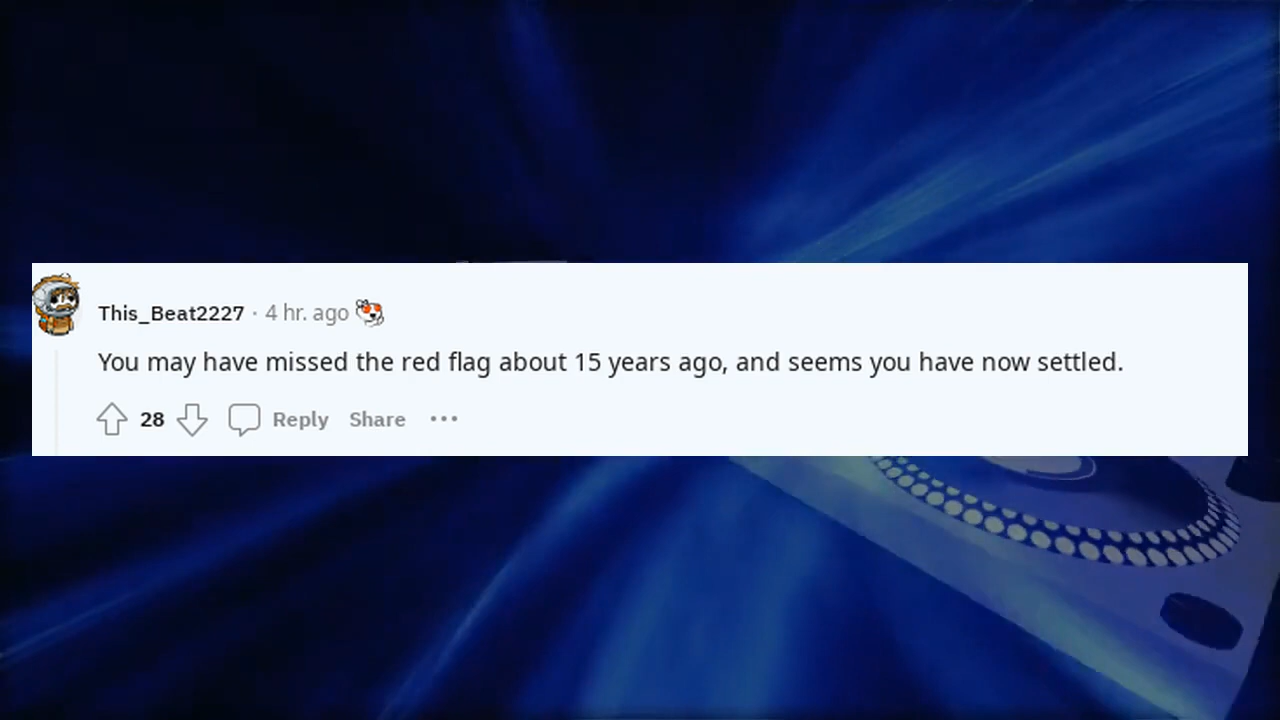 This_Beat2227 · 4 hr. ago
You may have missed the red flag about 15 years ago, and seems you have now settled.
28 Reply Share ···